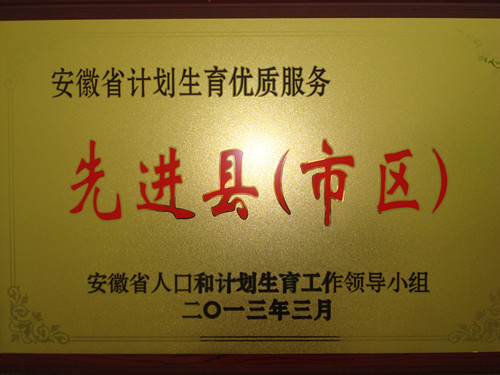 安徽省计划生育优质服务
先进县(市区)
安徽省人口和计划生育工作领导小组
二〇一三年三月